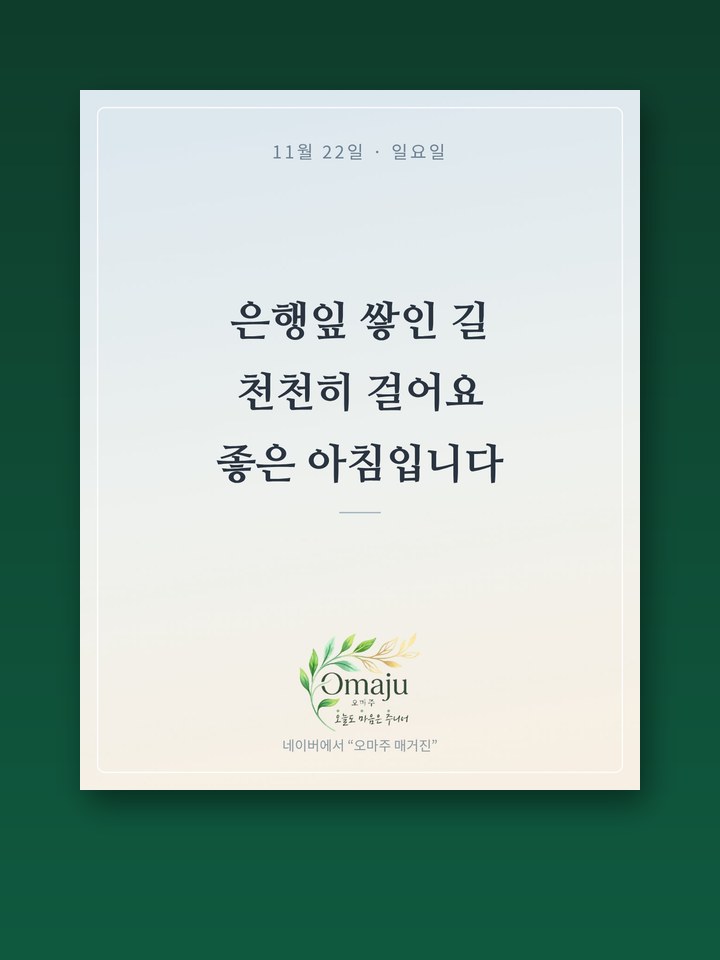 11월 22일 · 일요일
은행잎 쌓인 길
천천히 걸어요
좋은 아침입니다
Omaju
오마주
오늘도 마음은 주니어
네이버에서 “오마주 매거진”